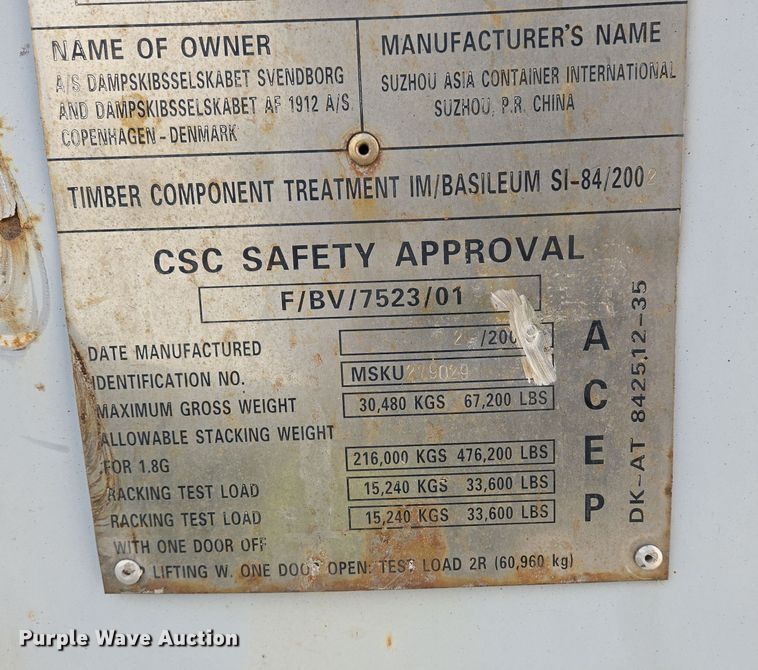 NAME OF OWNER
A/S DAMPSKIBSSELSKABET SVENDBORG
AND DAMPSKIBSSELSKABET AF 1912 A/S
COPENHAGEN-DENMARK
MANUFACTURER'S NAME
SUZHOU ASIA CONTAINER INTERNATIONAL
SUZHOU, P.R. CHINA
TIMBER COMPONENT TREATMENT IM/BASILEUM SI-84/2002
CSC SAFETY APPROVAL
F/BV/7523/01
DATE MANUFACTURED
IDENTIFICATION NO.
MAXIMUM GROSS WEIGHT 30,480 KGS 67,200 LBS
ALLOWABLE STACKING WEIGHT
FOR 1.8G 216,000 KGS 476,200 LBS
RACKING TEST LOAD 15,240 KGS 33,600 LBS
RACKING TEST LOAD 15,240 KGS 33,600 LBS
WITH ONE DOOR OFF
LIFTING W. ONE DOOR OPEN: TEST LOAD 2R (60,960 kg)
A
C
E
P
DK-AT 8425,12-35
Purple Wave Auction